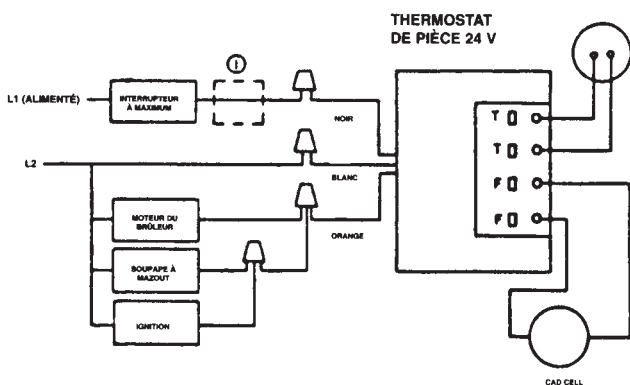 THERMOSTAT
DE PIÈCE 24 V
I
L1 (ALIMENTÉ)
INTERRUPTEUR
À MAXIMUM
NOIR
T
T
L2
BLANC
F
MOTEUR DU
BRÛLEUR
F
ORANGE
SOUPAPE À
MAZOUT
IGNITION
CAD CELL